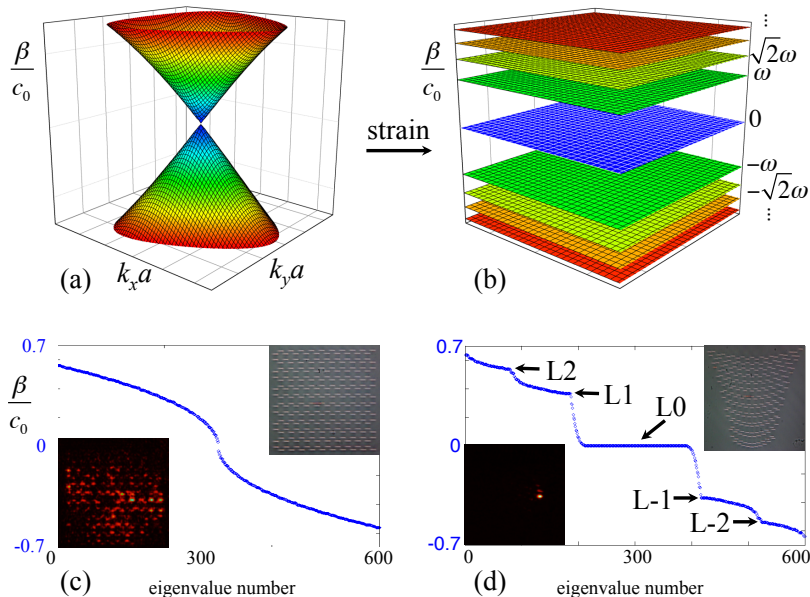 β
c₀
strain
β
c₀
⋮
√2ω
ω
0
-ω
-√2ω
⋮
(a)
kₓa
k_y a
(b)
0.7
β
c₀
0
-0.7
0
300
600
(c)
eigenvalue number
0.7
L2
L1
L0
0
L-1
L-2
-0.7
0
300
600
(d)
eigenvalue number